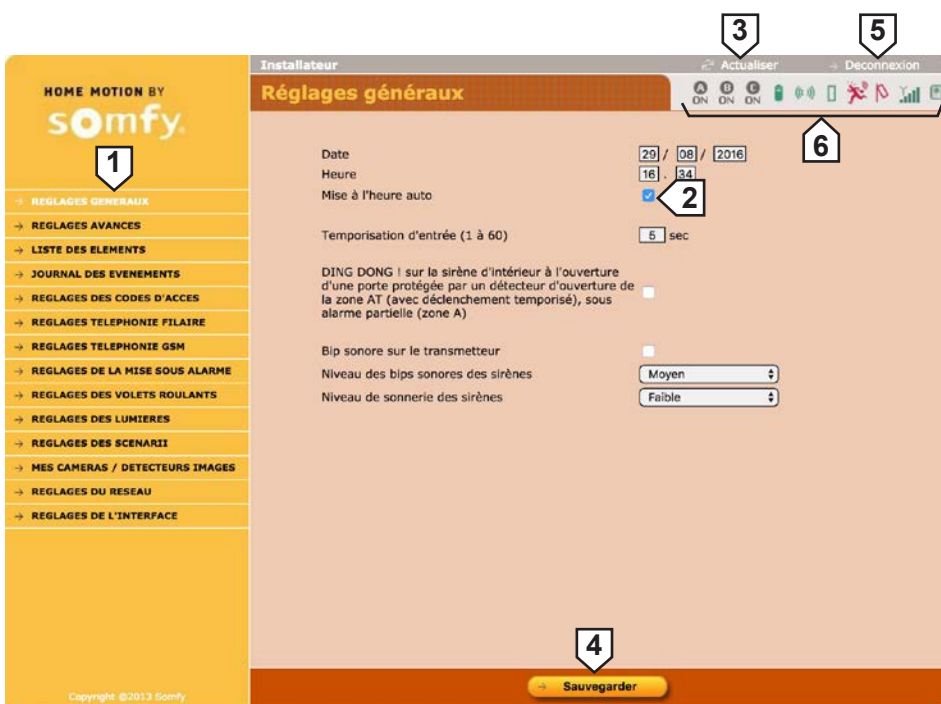 3
5
Installateur
Actualiser
Deconnexion
HOME MOTION BY
somfy.
Réglages généraux
A
ON
B
ON
C
ON
6
1
Date
29 / 08 / 2016
Heure
16 . 34
Mise à l'heure auto
2
Temporisation d'entrée (1 à 60)
5 sec
DING DONG ! sur la sirène d'intérieur à l'ouverture
d'une porte protégée par un détecteur d'ouverture de
la zone AT (avec déclenchement temporisé), sous
alarme partielle (zone A)
Bip sonore sur le transmetteur
Niveau des bips sonores des sirènes
Moyen
Niveau de sonnerie des sirènes
Faible
REGLAGES GENERAUX
REGLAGES AVANCES
LISTE DES ELEMENTS
JOURNAL DES EVENEMENTS
REGLAGES DES CODES D'ACCES
REGLAGES TELEPHONIE FILAIRE
REGLAGES TELEPHONIE GSM
REGLAGES DE LA MISE SOUS ALARME
REGLAGES DES VOLETS ROULANTS
REGLAGES DES LUMIERES
REGLAGES DES SCENARII
MES CAMERAS / DETECTEURS IMAGES
REGLAGES DU RESEAU
REGLAGES DE L'INTERFACE
4
Sauvegarder
Copyright ©2013 Somfy